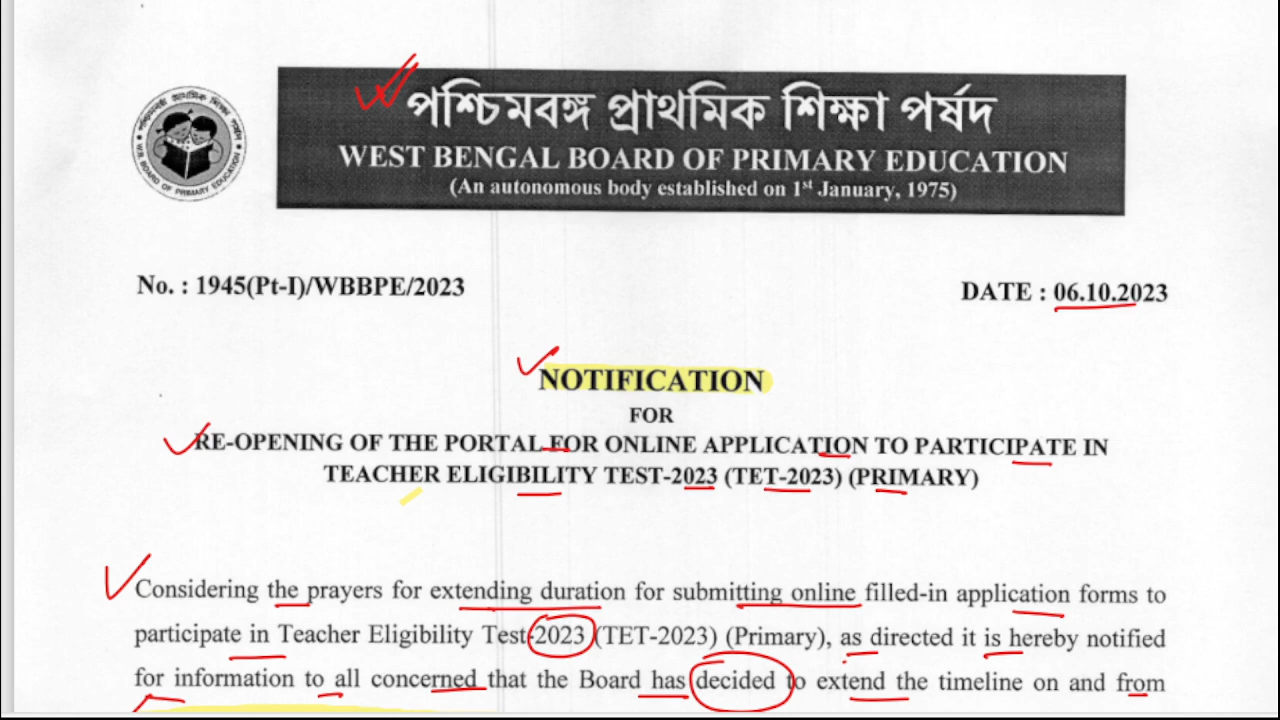 পশ্চিমবঙ্গ প্রাথমিক শিক্ষা পর্ষদ
WEST BENGAL BOARD OF PRIMARY EDUCATION
(An autonomous body established on 1st January, 1975)
W.B. BOARD OF PRIMARY EDUCATION
No. : 1945(Pt-I)/WBBPE/2023
DATE : 06.10.2023
NOTIFICATION
FOR
RE-OPENING OF THE PORTAL FOR ONLINE APPLICATION TO PARTICIPATE IN
TEACHER ELIGIBILITY TEST-2023 (TET-2023) (PRIMARY)
Considering the prayers for extending duration for submitting online filled-in application forms to
participate in Teacher Eligibility Test-2023 (TET-2023) (Primary), as directed it is hereby notified
for information to all concerned that the Board has decided to extend the timeline on and from